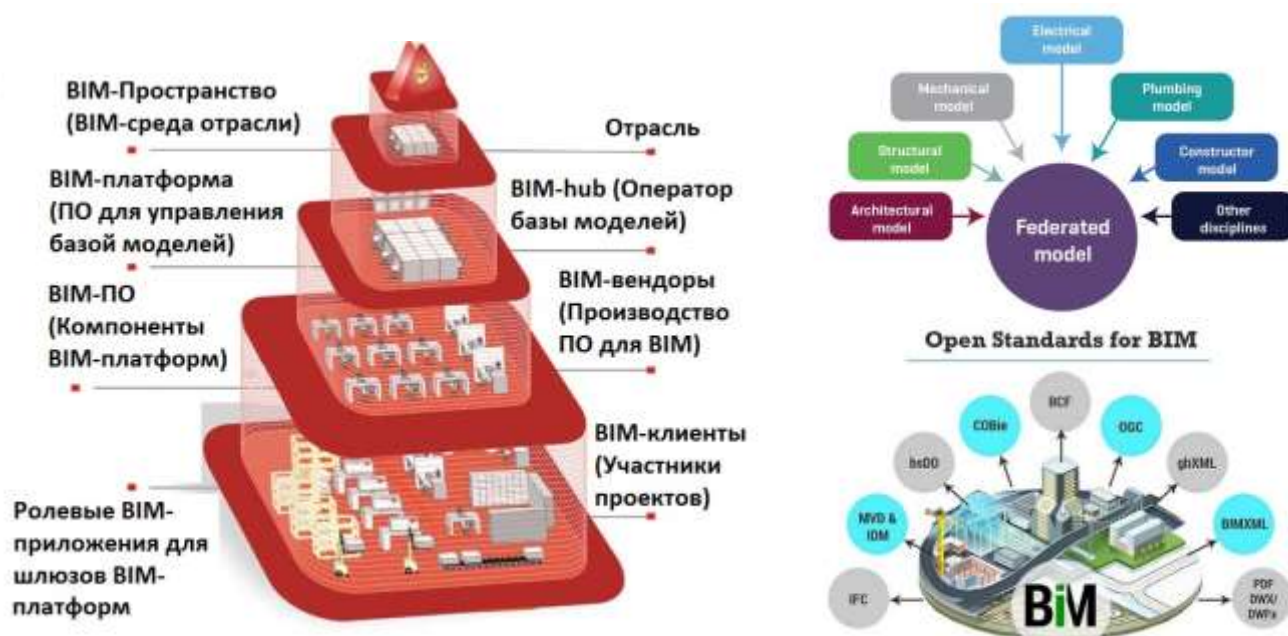 BIM-Пространство
(BIM-среда отрасли)
Отрасль
BIM-платформа
(ПО для управления
базой моделей)
BIM-hub (Оператор
базы моделей)
BIM-ПО
(Компоненты
BIM-платформ)
BIM-вендоры
(Производство
ПО для BIM)
BIM-клиенты
(Участники
проектов)
Ролевые BIM-
приложения для
шлюзов BIM-
платформ
Electrical
model
Mechanical
model
Plumbing
model
Structural
model
Constructor
model
Architectural
model
Other
disciplines
Federated
model
Open Standards for BIM
BCF
COBie
OGC
bsDD
gbXML
MVD &
IDM
BIMXML
IFC
PDF
BiM